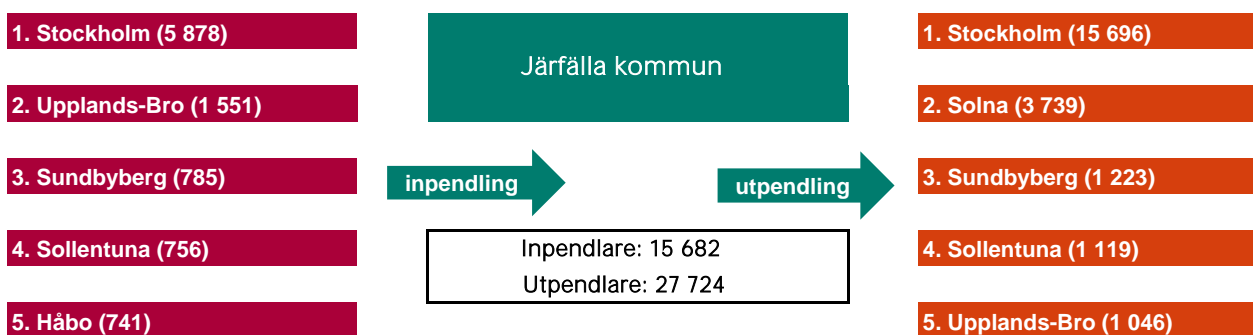 1. Stockholm (5 878)
2. Upplands-Bro (1 551)
3. Sundbyberg (785)
4. Sollentuna (756)
5. Håbo (741)
Järfälla kommun
inpendling
utpendling
Inpendlare: 15 682
Utpendlare: 27 724
1. Stockholm (15 696)
2. Solna (3 739)
3. Sundbyberg (1 223)
4. Sollentuna (1 119)
5. Upplands-Bro (1 046)